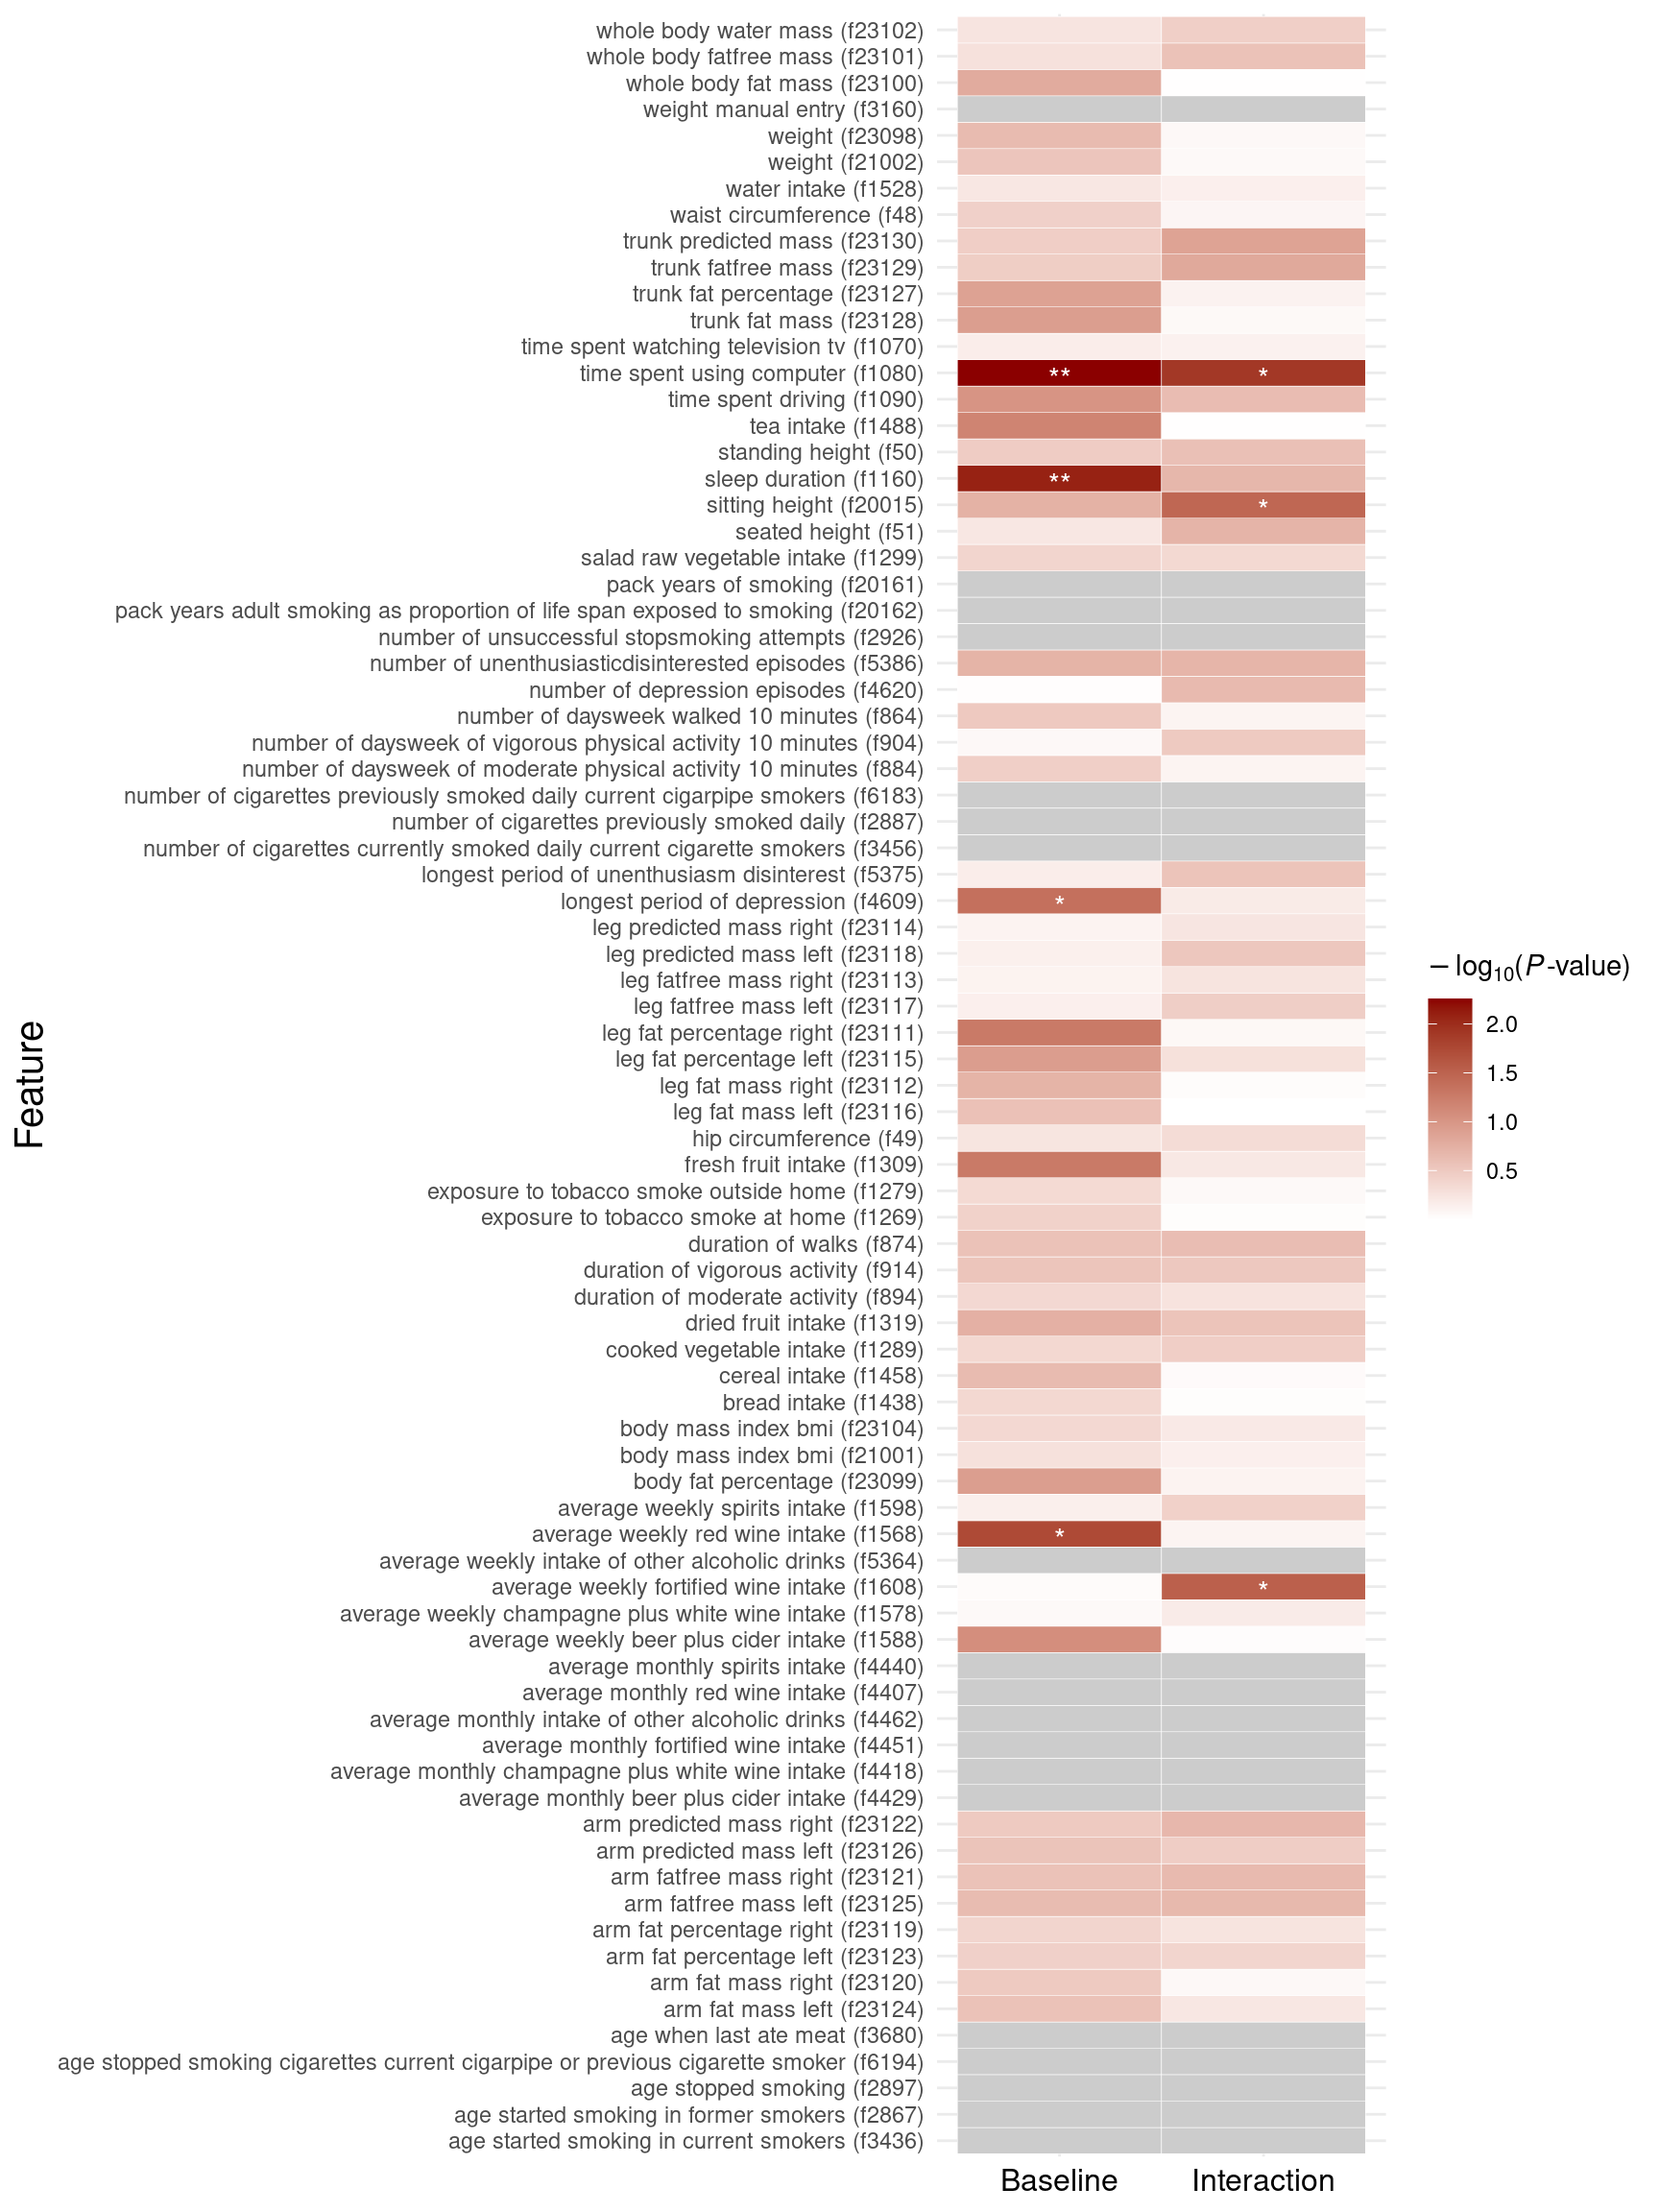 whole body water mass (f23102)
whole body fatfree mass (f23101)
whole body fat mass (f23100)
weight manual entry (f3160)
weight (f23098)
weight (f21002)
water intake (f1528)
waist circumference (f48)
trunk predicted mass (f23130)
trunk fatfree mass (f23129)
trunk fat percentage (f23127)
trunk fat mass (f23128)
time spent watching television tv (f1070)
time spent using computer (f1080) ** *
time spent driving (f1090)
tea intake (f1488)
standing height (f50)
sleep duration (f1160) **
sitting height (f20015) *
seated height (f51)
salad raw vegetable intake (f1299)
pack years of smoking (f20161)
pack years adult smoking as proportion of life span exposed to smoking (f20162)
number of unsuccessful stopsmoking attempts (f2926)
number of unenthusiasticdisinterested episodes (f5386)
number of depression episodes (f4620)
number of daysweek walked 10 minutes (f864)
number of daysweek of vigorous physical activity 10 minutes (f904)
number of daysweek of moderate physical activity 10 minutes (f884)
number of cigarettes previously smoked daily current cigarpipe smokers (f6183)
number of cigarettes previously smoked daily (f2887)
number of cigarettes currently smoked daily current cigarette smokers (f3456)
longest period of unenthusiasm disinterest (f5375)
longest period of depression (f4609) *
leg predicted mass right (f23114)
leg predicted mass left (f23118)
leg fatfree mass right (f23113)
leg fatfree mass left (f23117)
leg fat percentage right (f23111)
leg fat percentage left (f23115)
leg fat mass right (f23112)
leg fat mass left (f23116)
hip circumference (f49)
fresh fruit intake (f1309)
exposure to tobacco smoke outside home (f1279)
exposure to tobacco smoke at home (f1269)
duration of walks (f874)
duration of vigorous activity (f914)
duration of moderate activity (f894)
dried fruit intake (f1319)
cooked vegetable intake (f1289)
cereal intake (f1458)
bread intake (f1438)
body mass index bmi (f23104)
body mass index bmi (f21001)
body fat percentage (f23099)
average weekly spirits intake (f1598)
average weekly red wine intake (f1568) *
average weekly intake of other alcoholic drinks (f5364)
average weekly fortified wine intake (f1608) *
average weekly champagne plus white wine intake (f1578)
average weekly beer plus cider intake (f1588)
average monthly spirits intake (f4440)
average monthly red wine intake (f4407)
average monthly intake of other alcoholic drinks (f4462)
average monthly fortified wine intake (f4451)
average monthly champagne plus white wine intake (f4418)
average monthly beer plus cider intake (f4429)
arm predicted mass right (f23122)
arm predicted mass left (f23126)
arm fatfree mass right (f23121)
arm fatfree mass left (f23125)
arm fat percentage right (f23119)
arm fat percentage left (f23123)
arm fat mass right (f23120)
arm fat mass left (f23124)
age when last ate meat (f3680)
age stopped smoking cigarettes current cigarpipe or previous cigarette smoker (f6194)
age stopped smoking (f2897)
age started smoking in former smokers (f2867)
age started smoking in current smokers (f3436)
Baseline Interaction
Feature
− log10(P-value)
2.0
1.5
1.0
0.5